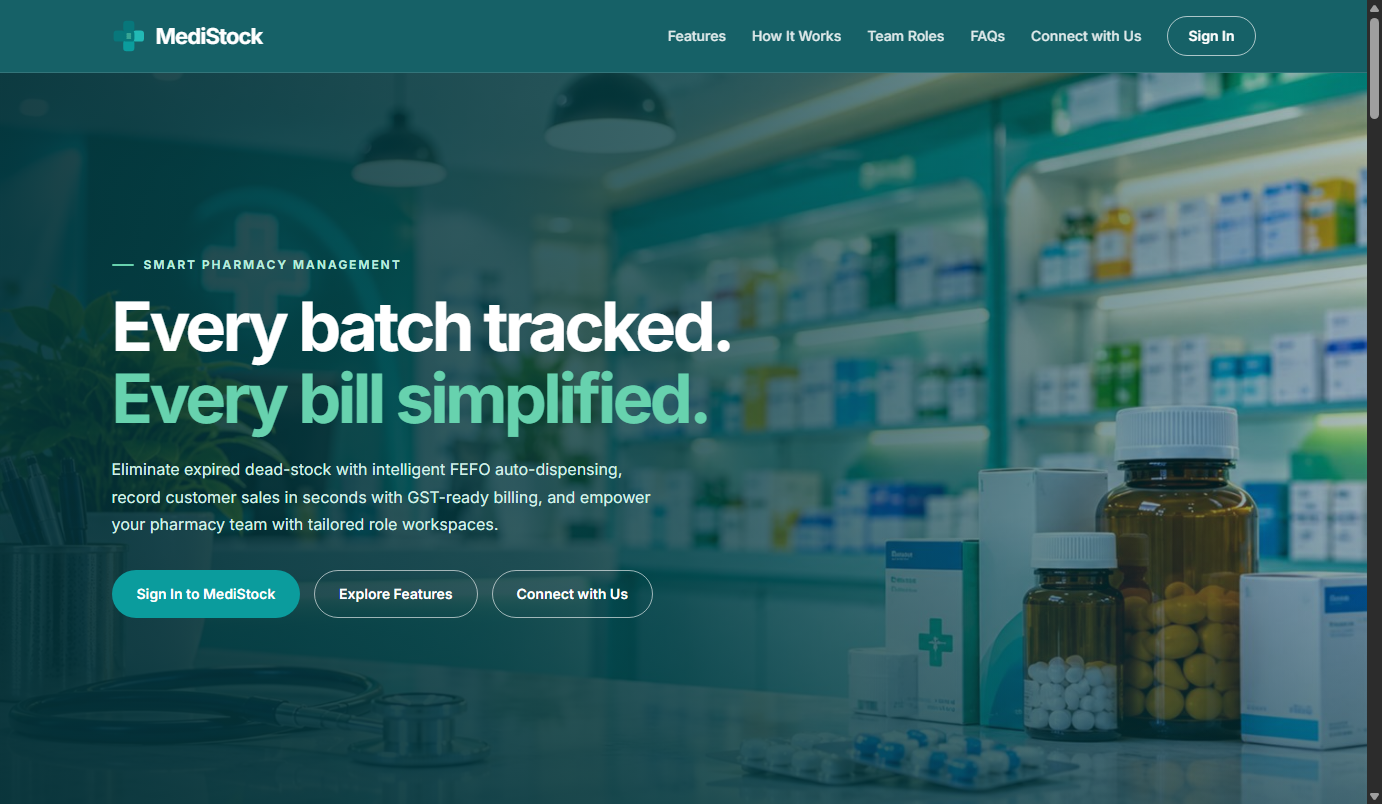 MediStock
Features
How It Works
Team Roles
FAQs
Connect with Us
Sign In
SMART PHARMACY MANAGEMENT
Every batch tracked.
Every bill simplified.
Eliminate expired dead-stock with intelligent FEFO auto-dispensing,
record customer sales in seconds with GST-ready billing, and empower
your pharmacy team with tailored role workspaces.
Sign In to MediStock
Explore Features
Connect with Us